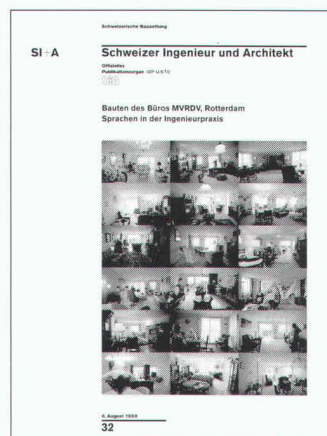 Schweizerische Bauzeitung
SI+A
Schweizer Ingenieur und Architekt
Offizielles
Publikationsorgan
Bauten des Büros MVRDV, Rotterdam
Sprachen in der Ingenieurpraxis
6. August 1999
32